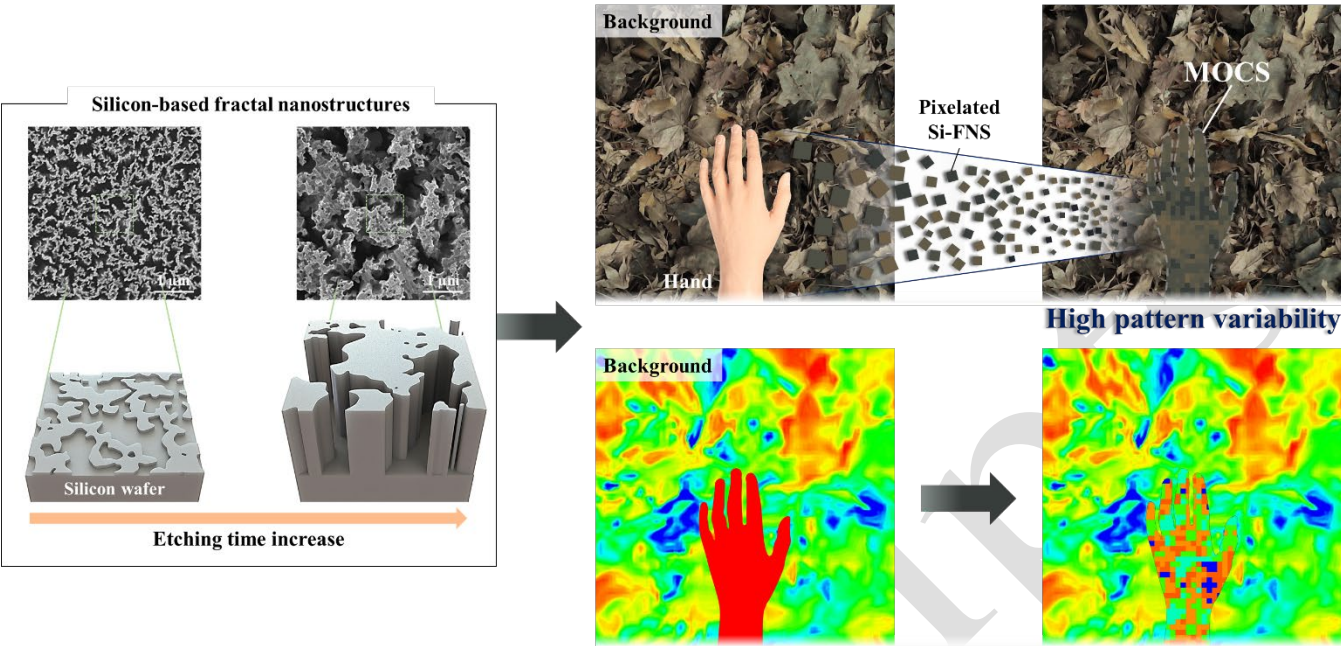 Silicon-based fractal nanostructures
1 μm
1 μm
Silicon wafer
Etching time increase
Background
Hand
Pixelated
Si-FNS
MOCS
High pattern variability
Background